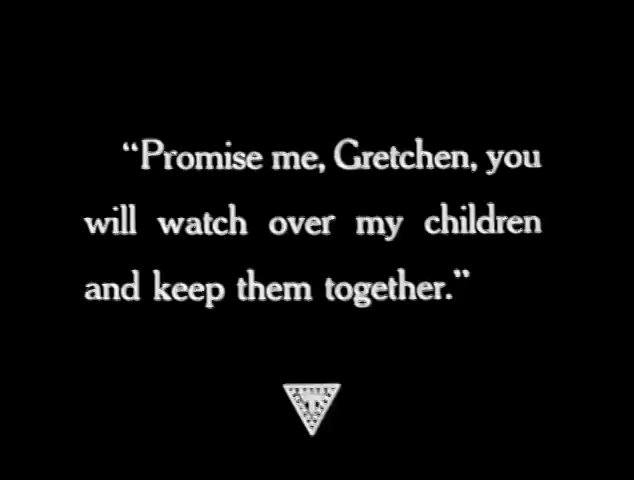 “Promise me, Gretchen, you
will watch over my children
and keep them together.”